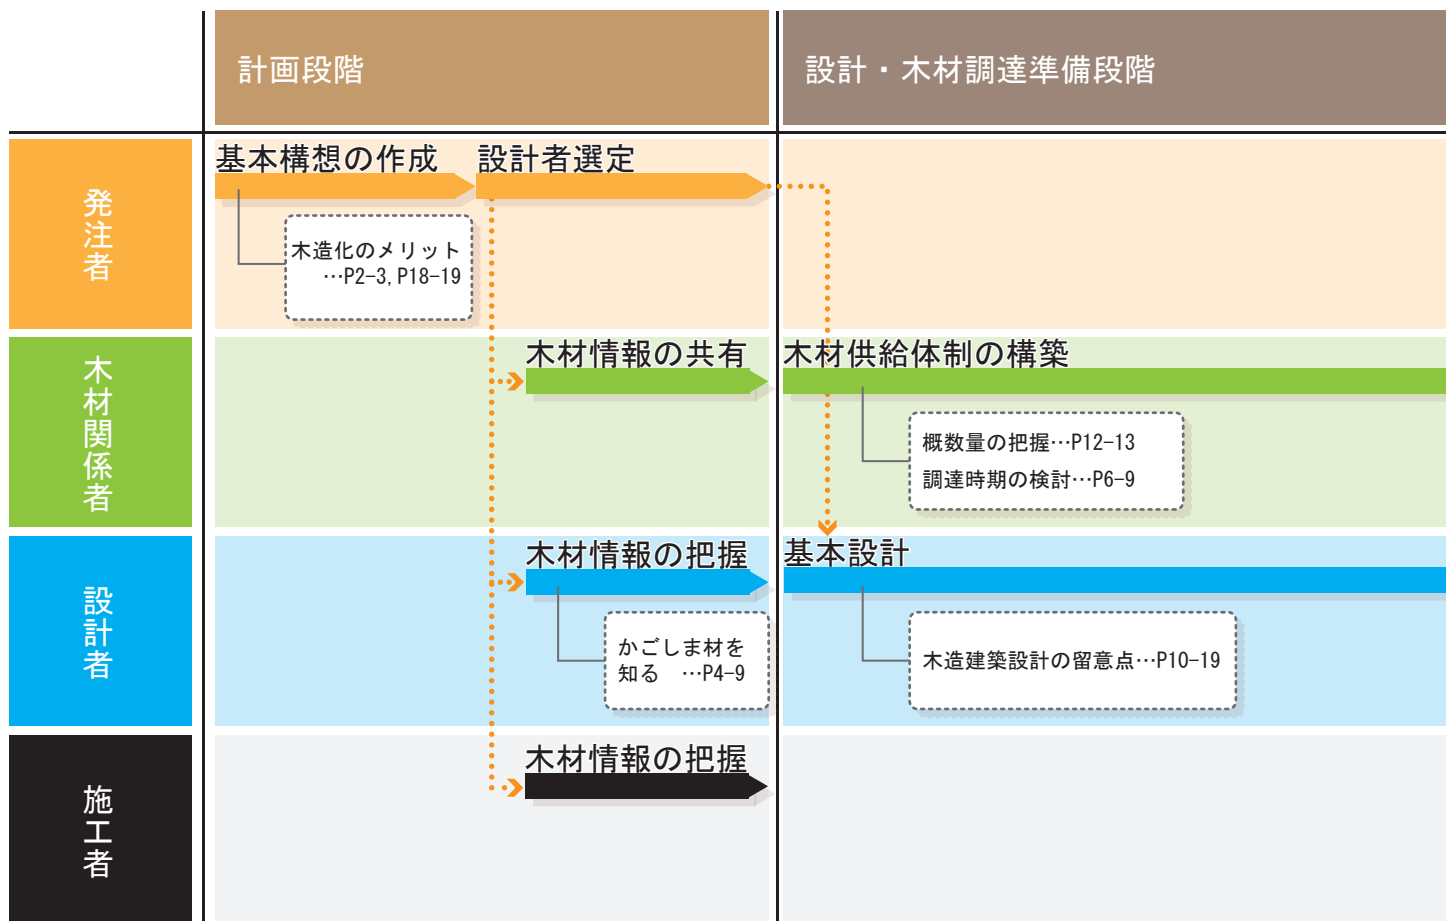 計画段階
設計・木材調達準備段階
発注者
基本構想の作成
設計者選定
木造化のメリット
…P2-3,P18-19
木材関係者
木材情報の共有
木材供給体制の構築
概数量の把握…P12-13
調達時期の検討…P6-9
設計者
木材情報の把握
基本設計
かごしま材を
知る　…P4-9
木造建築設計の留意点…P10-19
施工者
木材情報の把握